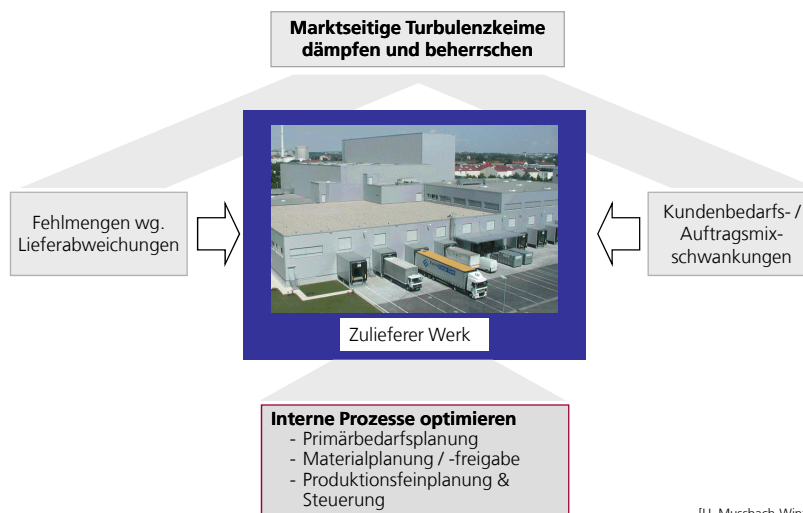 Marktseitige Turbulenzkeime
dämpfen und beherrschen
Fehlmengen wg.
Lieferabweichungen
Kundenbedarfs- /
Auftragsmix-
schwankungen
Zulieferer Werk
Interne Prozesse optimieren
- Primärbedarfsplanung
- Materialplanung / -freigabe
- Produktionsfeinplanung &
Steuerung